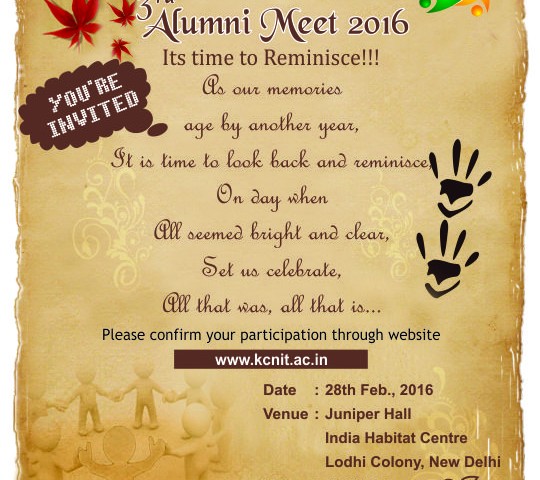 3rd
Alumni Meet 2016
Its time to Reminisce!!!
YOU'RE
INVITED
As our memories
age by another year,
It is time to look back and reminisce,
On day when
All seemed bright and clear,
Set us celebrate,
All that was, all that is...
Please confirm your participation through website
www.kcnit.ac.in
Date : 28th Feb., 2016
Venue : Juniper Hall
India Habitat Centre
Lodhi Colony, New Delhi